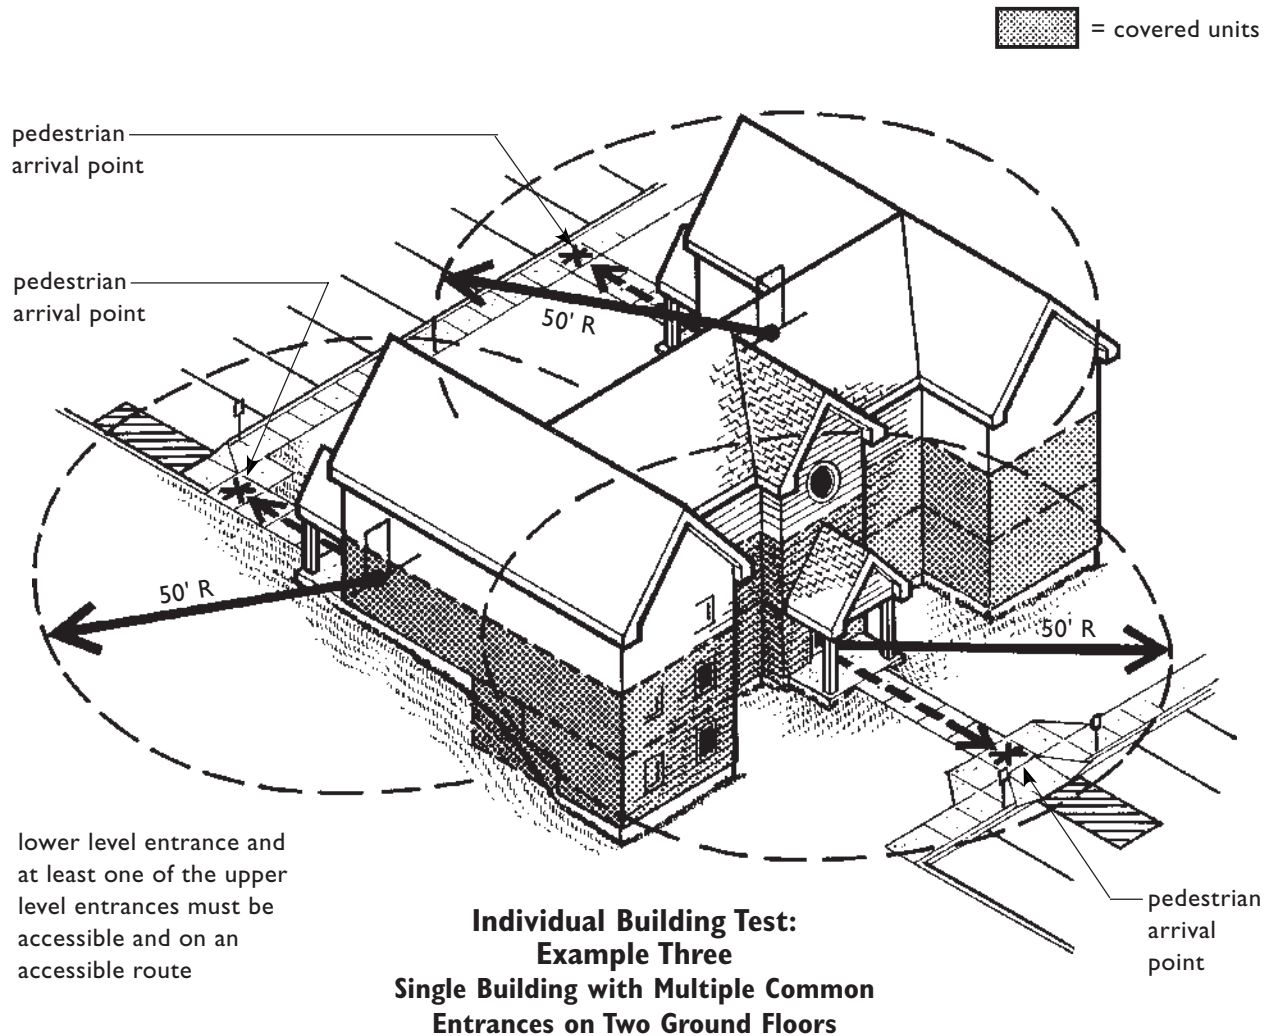 = covered units
pedestrian
arrival point
pedestrian
arrival point
50' R
50' R
50' R
lower level entrance and
at least one of the upper
level entrances must be
accessible and on an
accessible route
pedestrian
arrival
point
Individual Building Test:
Example Three
Single Building with Multiple Common
Entrances on Two Ground Floors